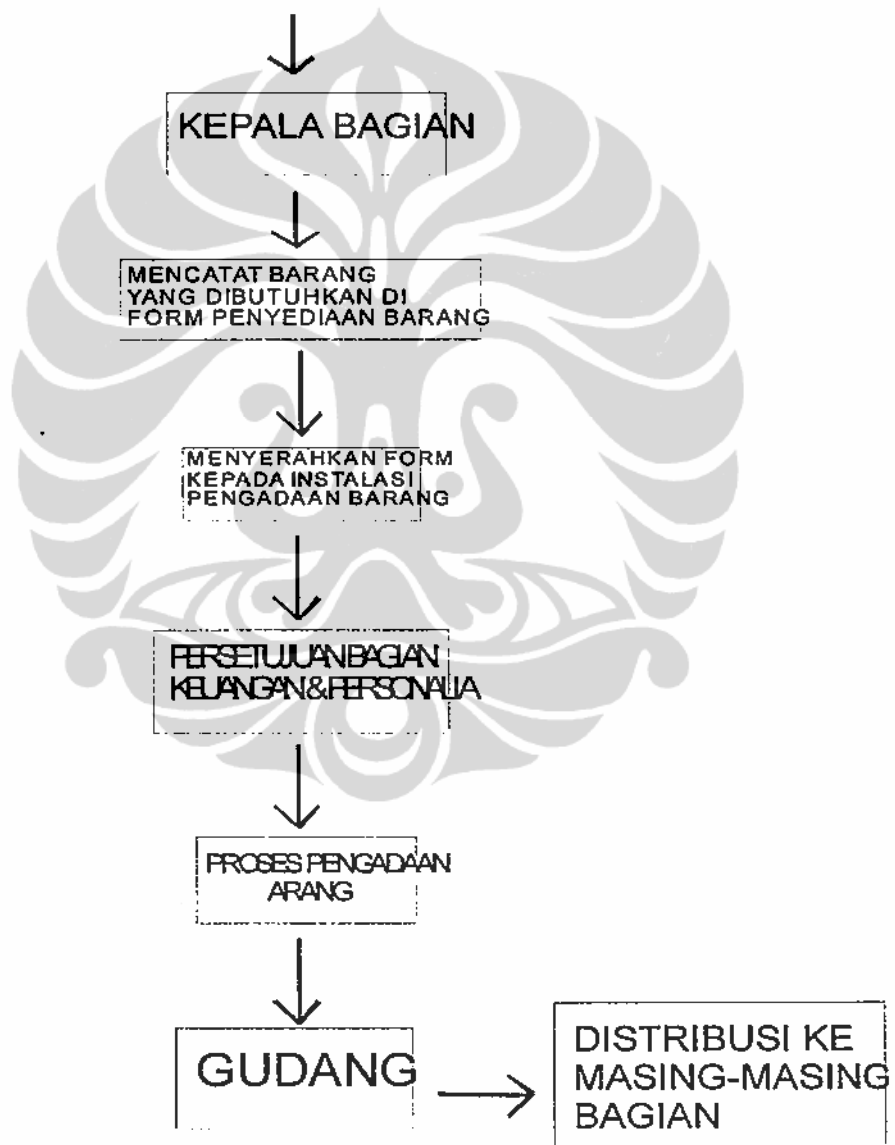 KEPALA BAGIAN
MENCATAT BARANG
YANG DIBUTUHKAN DI
FORM PENYEDIAAN BARANG
MENYERAHKAN FORM
KEPADA INSTALASI
PENGADAAN BARANG
PERSETUJUAN BAGIAN
KEUANGAN & PERSONALIA
PROSES PENGADAAN
ARANG
GUDANG
DISTRIBUSI KE
MASING-MASING
BAGIAN